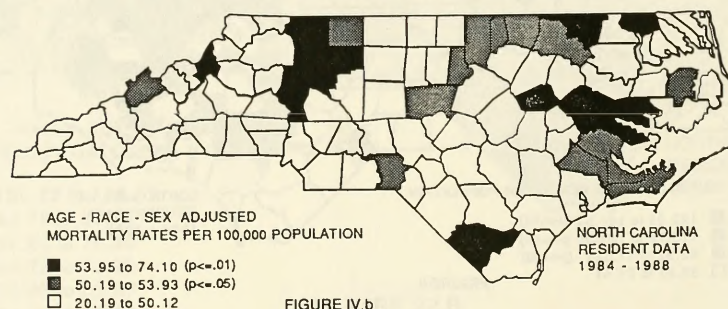 AGE - RACE - SEX ADJUSTED
MORTALITY RATES PER 100,000 POPULATION
53.95 to 74.10 (p<=.01)
50.19 to 53.93 (p<=.05)
20.19 to 50.12
FIGURE IV.b
NORTH CAROLINA
RESIDENT DATA
1984 - 1988